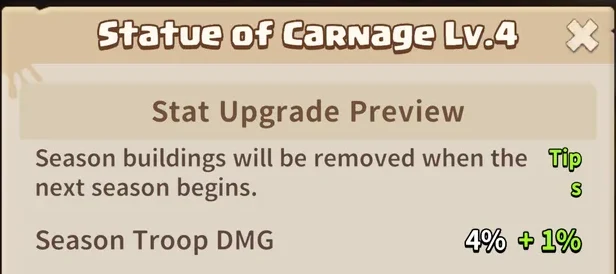 Statue of Carnage Lv.4
Stat Upgrade Preview
Season buildings will be removed when the Tip
next season begins. s
Season Troop DMG 4% + 1%